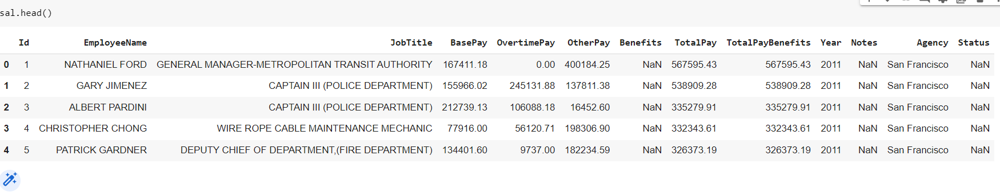 sal.head()
Id EmployeeName JobTitle BasePay OvertimePay OtherPay Benefits TotalPay TotalPayBenefits Year Notes Agency Status
0 1 NATHANIEL FORD GENERAL MANAGER-METROPOLITAN TRANSIT AUTHORITY 167411.18 0.00 400184.25 NaN 567595.43 567595.43 2011 NaN San Francisco NaN
1 2 GARY JIMENEZ CAPTAIN III (POLICE DEPARTMENT) 155966.02 245131.88 137811.38 NaN 538909.28 538909.28 2011 NaN San Francisco NaN
2 3 ALBERT PARDINI CAPTAIN III (POLICE DEPARTMENT) 212739.13 106088.18 16452.60 NaN 335279.91 335279.91 2011 NaN San Francisco NaN
3 4 CHRISTOPHER CHONG WIRE ROPE CABLE MAINTENANCE MECHANIC 77916.00 56120.71 198306.90 NaN 332343.61 332343.61 2011 NaN San Francisco NaN
4 5 PATRICK GARDNER DEPUTY CHIEF OF DEPARTMENT,(FIRE DEPARTMENT) 134401.60 9737.00 182234.59 NaN 326373.19 326373.19 2011 NaN San Francisco NaN